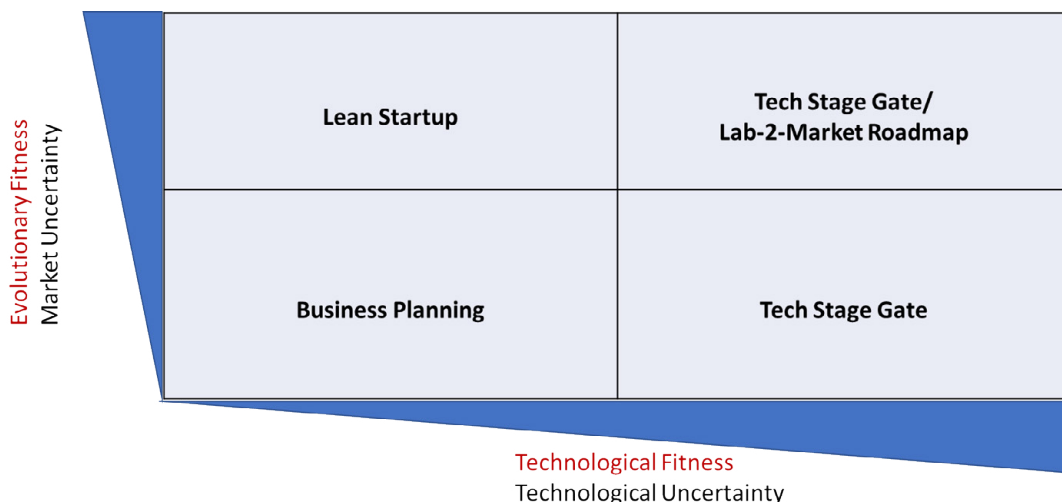 Evolutionary Fitness
Market Uncertainty
Lean Startup
Tech Stage Gate/
Lab-2-Market Roadmap
Business Planning
Tech Stage Gate
Technological Fitness
Technological Uncertainty